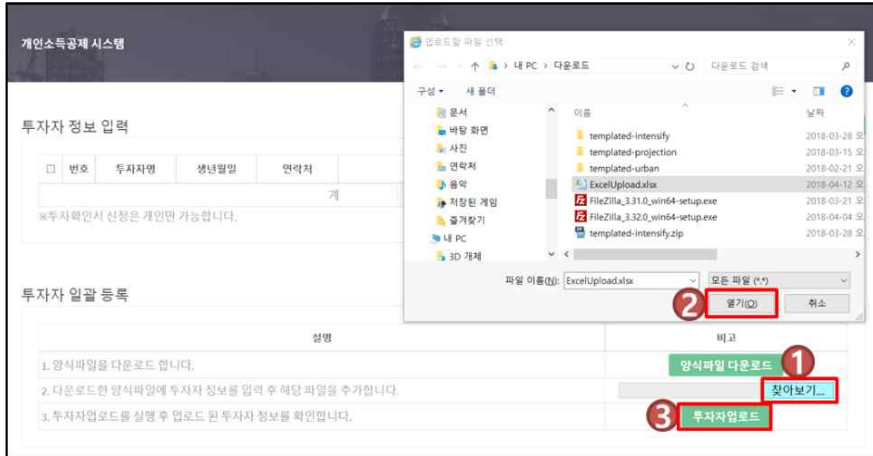 개인소득공제 시스템
투자자 정보 입력
번호 투자자명 생년월일 연락처
계
※투자확인서 신청은 개인만 가능합니다.
업로드할 파일 선택
내 PC > 다운로드
다운로드 검색
구성 새 폴더
문서
바탕 화면
사진
연락처
음악
저장된 게임
즐겨찾기
내 PC
3D 개체
이름 날짜
templated-intensify 2018-03-28 오
templated-projection 2018-03-15 오
templated-urban 2018-02-21 오
ExcelUpload.xlsx 2018-04-12 오
FileZilla_3.31.0_win64-setup.exe 2018-03-21 오
FileZilla_3.32.0_win64-setup.exe 2018-04-04 오
templated-intensify.zip 2018-03-28 오
파일 이름(N): ExcelUpload.xlsx 모든 파일 (*.*)
2 열기(O) 취소
투자자 일괄 등록
설명 비고
1. 양식파일을 다운로드 합니다. 양식파일 다운로드 1
2. 다운로드한 양식파일에 투자자 정보를 입력 후 해당 파일을 추가합니다. 찾아보기...
3. 투자자업로드를 실행 후 업로드 된 투자자 정보를 확인합니다. 3 투자자업로드